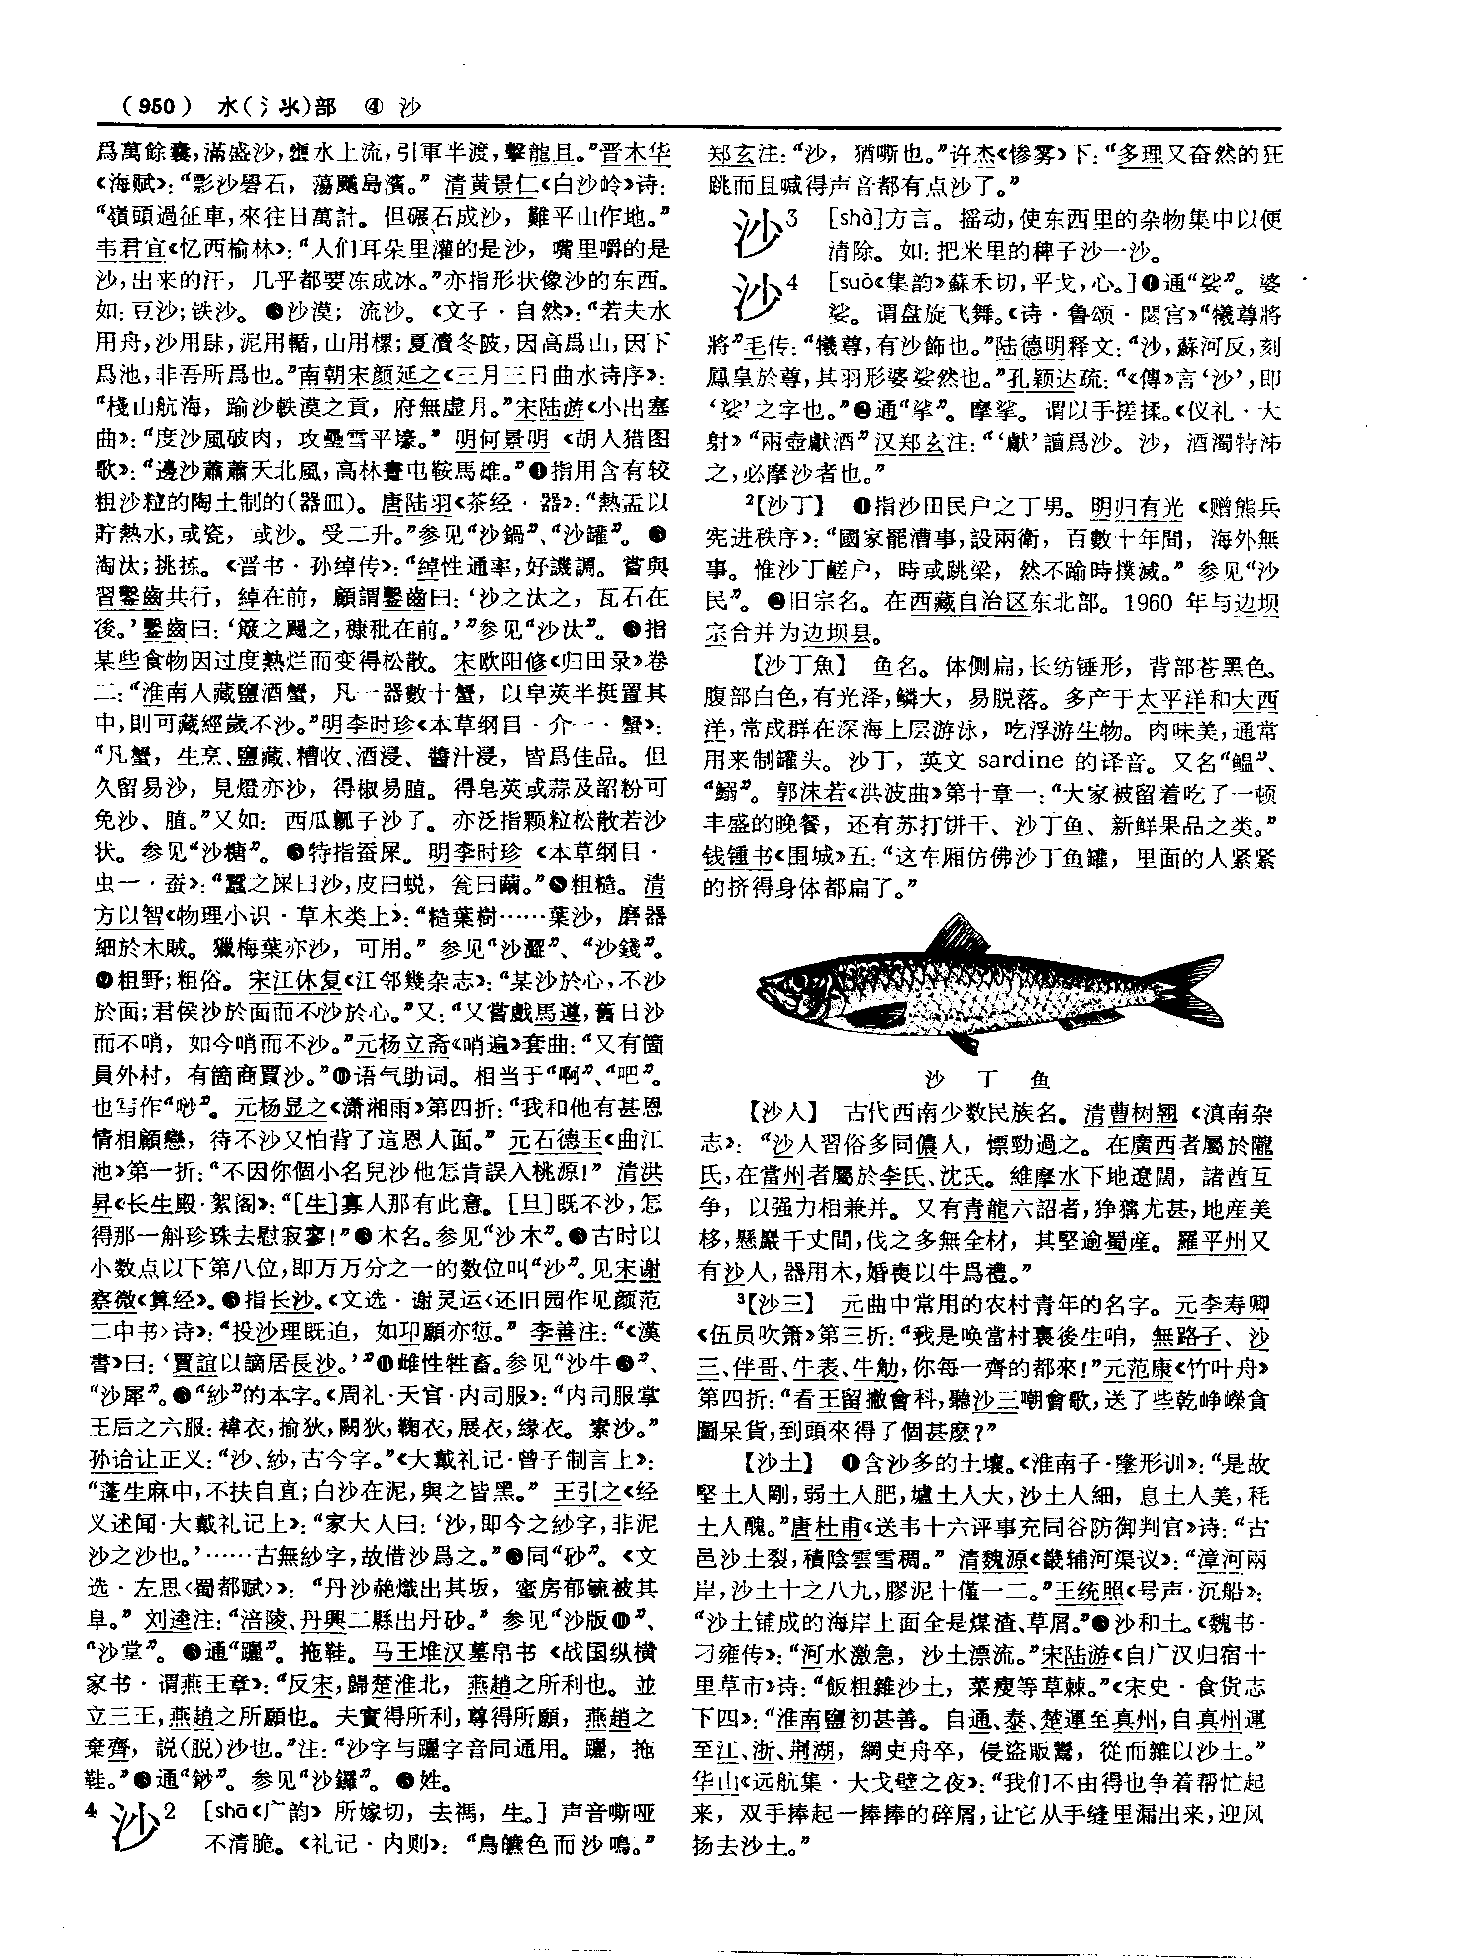 （950） 水(氵氺)部 ④ 沙
爲萬餘囊，滿盛沙，壅水上流，引軍半渡，擊龍且。”晋木华
《海赋》：“影沙礐石，蕩颺島濱。” 清黄景仁《白沙岭》诗：
“嶺頭過征車，來往日萬計。但碾石成沙，難平山作地。”
韦君宜《忆西榆林》：“人们耳朵里灌的是沙，嘴里嚼的是
沙，出来的汗，几乎都要冻成冰。”亦指形状像沙的东西。
如：豆沙；铁沙。❸沙漠；流沙。《文子·自然》：“若夫水
用舟，沙用𣮉，泥用輴，山用樏；夏瀆冬陂，因高爲山，因下
爲池，非吾所爲也。”南朝宋颜延之《三月三日曲水诗序》：
“棧山航海，踰沙軼漠之貢，府無虚月。”宋陆游《小出塞
曲》：“度沙風破肉，攻壘雪平壕。” 明何景明《胡人猎图
歌》：“邊沙蕭蕭天北風，高林晝屯鞍馬雄。”❹指用含有较
粗沙粒的陶土制的(器皿)。唐陆羽《茶经·器》：“熱盂以
貯熱水，或瓷，或沙。受二升。”参见“沙鍋”、“沙罐”。❺
淘汰；挑拣。《晋书·孙绰传》：“綽性通率，好譏調。嘗與
習鑿齒共行，綽在前，顧謂鑿齒曰：‘沙之汰之，瓦石在
後。’鑿齒曰：‘簸之颺之，糠秕在前。’”参见“沙汰”。❻指
某些食物因过度熟烂而变得松散。宋欧阳修《归田录》卷
二：“淮南人藏鹽酒蟹，凡一器數十蟹，以皁莢半挺置其
中，則可藏經歲不沙。”明李时珍《本草纲目·介一·蟹》：
“凡蟹，生烹、鹽藏、糟收、酒浸、醬汁浸，皆爲佳品。但
久留易沙，見燈亦沙，得椒易䐈。得皂莢或蒜及韶粉可
免沙、䐈。”又如：西瓜瓤子沙了。亦泛指颗粒松散若沙
状。参见“沙糖”。❼特指蚕屎。明李时珍《本草纲目·
虫一·蚕》：“蠶之屎曰沙，皮曰蜕，瓮曰繭。”❽粗糙。清
方以智《物理小识·草木类上》：“糙葉樹……葉沙，磨器
細於木賊。獵梅葉亦沙，可用。” 参见“沙澀”、“沙錢”。
❾粗野；粗俗。宋江休复《江邻幾杂志》：“某沙於心，不沙
於面；君侯沙於面而不沙於心。”又：“又嘗戲馬遵，舊日沙
而不哨，如今哨而不沙。”元杨立斋《哨遍》套曲：“又有箇
員外村，有箇商賈沙。”❿语气助词。相当于“啊”、“吧”。
也写作“唦”。元杨显之《潇湘雨》第四折：“我和他有甚恩
情相顧戀，待不沙又怕背了這恩人面。” 元石德玉《曲江
池》第一折：“不因你個小名兒沙他怎肯誤入桃源！” 清洪
昇《长生殿·絮阁》：“[生]寡人那有此意。[旦]既不沙，怎
得那一斛珍珠去慰寂寥！”⓫木名。参见“沙木”。⓬古时以
小数点以下第八位，即万万分之一的数位叫“沙”。见宋谢
察微《算经》。⓭指长沙。《文选·谢灵运〈还旧园作见颜范
二中书〉诗》：“投沙理既迫，如邛願亦愆。” 李善注：“《漢
書》曰：‘賈誼以謫居長沙。’”⓮雌性牲畜。参见“沙牛❷”、
“沙犀”。⓯“紗”的本字。《周礼·天官·内司服》：“内司服掌
王后之六服：褘衣，揄狄，闕狄，鞠衣，展衣，緣衣。素沙。”
孙诒让正义：“沙、紗，古今字。”《大戴礼记·曾子制言上》：
“蓬生麻中，不扶自直；白沙在泥，與之皆黑。” 王引之《经
义述闻·大戴礼记上》：“家大人曰：‘沙，即今之紗字，非泥
沙之沙也。’……古無紗字，故借沙爲之。”⓰同“砂”。《文
选·左思〈蜀都赋〉》：“丹沙赩熾出其坂，蜜房郁毓被其
阜。” 刘逵注：“涪陵、丹興二縣出丹砂。” 参见“沙版❶”、
“沙堂”。⓱通“躧”。拖鞋。马王堆汉墓帛书《战国纵横
家书·谓燕王章》：“反宋，歸楚淮北，燕趙之所利也。並
立三王，燕趙之所願也。夫實得所利，尊得所願，燕趙之
棄齊，説(脱)沙也。”注：“沙字与躧字音同通用。躧，拖
鞋。”⓲通“鈔”。参见“沙鑼”。⓳姓。
4 沙2 [shā《广韵》所嫁切，去禡，生。] 声音嘶哑
不清脆。《礼记·内则》：“鳥皫色而沙鳴。”
郑玄注：“沙，猶嘶也。”许杰《惨雾》下：“多理又奋然的狂
跳而且喊得声音都有点沙了。”
沙3 [shà]方言。摇动，使东西里的杂物集中以便
清除。如：把米里的稗子沙一沙。
沙4 [suō《集韵》蘇禾切，平戈，心。]❶通“娑”。婆
娑。谓盘旋飞舞。《诗·鲁颂·閟宫》“犧尊將
將”毛传：“犧尊，有沙飾也。”陆德明释文：“沙，蘇河反，刻
鳳皇於尊，其羽形婆娑然也。”孔颖达疏：“《傳》言‘沙’，即
‘娑’之字也。”❷通“挲”。摩挲。谓以手搓揉。《仪礼·大
射》“兩壺獻酒”汉郑玄注：“‘獻’讀爲沙。沙，酒濁特泲
之，必摩沙者也。”
2【沙丁】 ❶指沙田民户之丁男。明归有光《赠熊兵
宪进秩序》：“國家罷漕事，設兩衛，百數十年間，海外無
事。惟沙丁鹺户，時或跳梁，然不踰時撲滅。” 参见“沙
民”。❷旧宗名。在西藏自治区东北部。1960 年与边坝
宗合并为边坝县。
【沙丁魚】 鱼名。体侧扁，长纺锤形，背部苍黑色。
腹部白色，有光泽，鳞大，易脱落。多产于太平洋和大西
洋，常成群在深海上层游泳，吃浮游生物。肉味美，通常
用来制罐头。沙丁，英文 sardine 的译音。又名“鰛”、
“鰯”。郭沫若《洪波曲》第十章一：“大家被留着吃了一顿
丰盛的晚餐，还有苏打饼干、沙丁鱼、新鲜果品之类。”
钱锺书《围城》五：“这车厢仿佛沙丁鱼罐，里面的人紧紧
的挤得身体都扁了。”
沙 丁 鱼
【沙人】 古代西南少数民族名。清曹树翘《滇南杂
志》：“沙人習俗多同儂人，慓勁過之。在廣西者屬於隴
氏，在富州者屬於李氏、沈氏。維摩水下地遼闊，諸酋互
争，以强力相兼并。又有青龍六詔者，狰獰尤甚，地産美
杉，懸巖千丈間，伐之多無全材，其堅逾蜀産。羅平州又
有沙人，器用木，婚喪以牛爲禮。”
3【沙三】 元曲中常用的农村青年的名字。元李寿卿
《伍员吹箫》第三折：“我是唤當村裏後生咱，無路子、沙
三、伴哥、牛表、牛觔，你每一齊的都來！”元范康《竹叶舟》
第四折：“看王留撇會科，聽沙三嘲會歌，送了些乾峥嶸貪
圖呆貨，到頭來得了個甚麽？”
【沙土】 ❶含沙多的土壤。《淮南子·墬形训》：“是故
堅土人剛，弱土人肥，壚土人大，沙土人細，息土人美，秏
土人醜。”唐杜甫《送韦十六评事充同谷防御判官》诗：“古
邑沙土裂，積陰雲雪稠。” 清魏源《畿辅河渠议》：“漳河兩
岸，沙土十之八九，膠泥十僅一二。”王统照《号声·沉船》：
“沙土铺成的海岸上面全是煤渣、草屑。”❷沙和土。《魏书·
刁雍传》：“河水激急，沙土漂流。”宋陆游《自广汉归宿十
里草市》诗：“飯粗雜沙土，菜瘦等草棘。”《宋史·食货志
下四》：“淮南鹽初甚善。自通、泰、楚運至真州，自真州運
至江、浙、荆湖，綱吏舟卒，侵盗販鬻，從而雜以沙土。”
华山《远航集·大戈壁之夜》：“我们不由得也争着帮忙起
来，双手捧起一捧捧的碎屑，让它从手缝里漏出来，迎风
扬去沙土。”